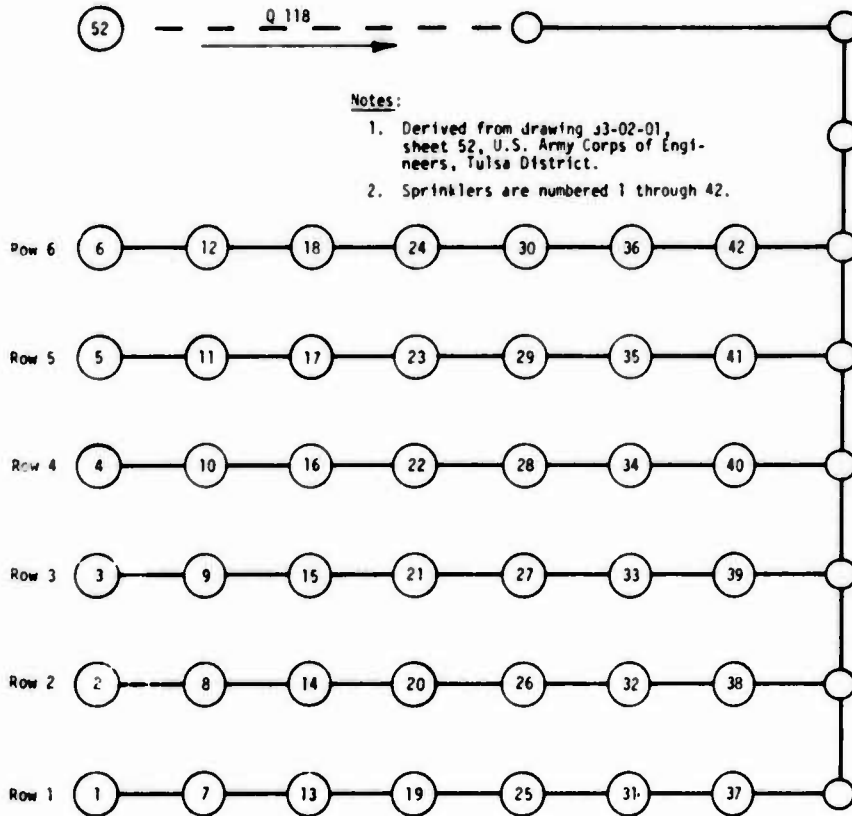 52
Q 118
Notes:
1. Derived from drawing 33-02-01,
sheet 52, U.S. Army Corps of Engi-
neers, Tulsa District.
2. Sprinklers are numbered 1 through 42.
Row 6 6 12 18 24 30 36 42
Row 5 5 11 17 23 29 35 41
Row 4 4 10 16 22 28 34 40
Row 3 3 9 15 21 27 33 39
Row 2 2 8 14 20 26 32 38
Row 1 1 7 13 19 25 31 37